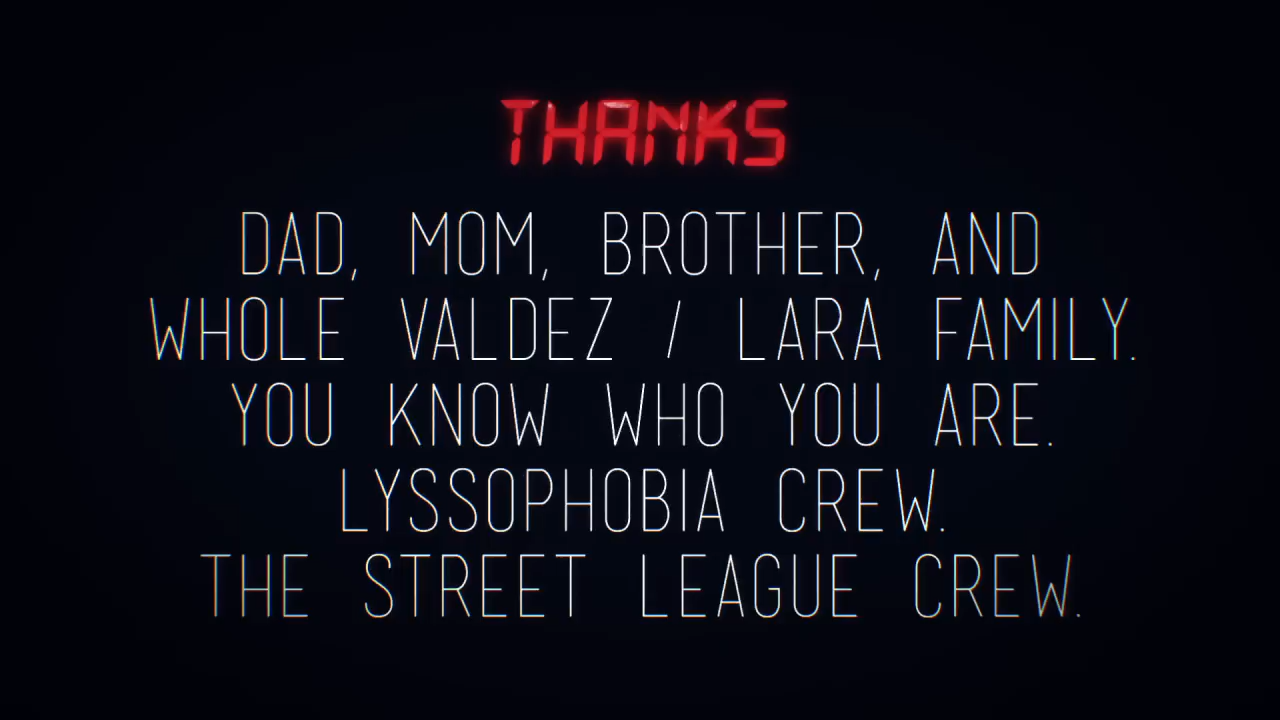 THANKS
DAD, MOM, BROTHER, AND
WHOLE VALDEZ / LARA FAMILY.
YOU KNOW WHO YOU ARE.
LYSSOPHOBIA CREW.
THE STREET LEAGUE CREW.